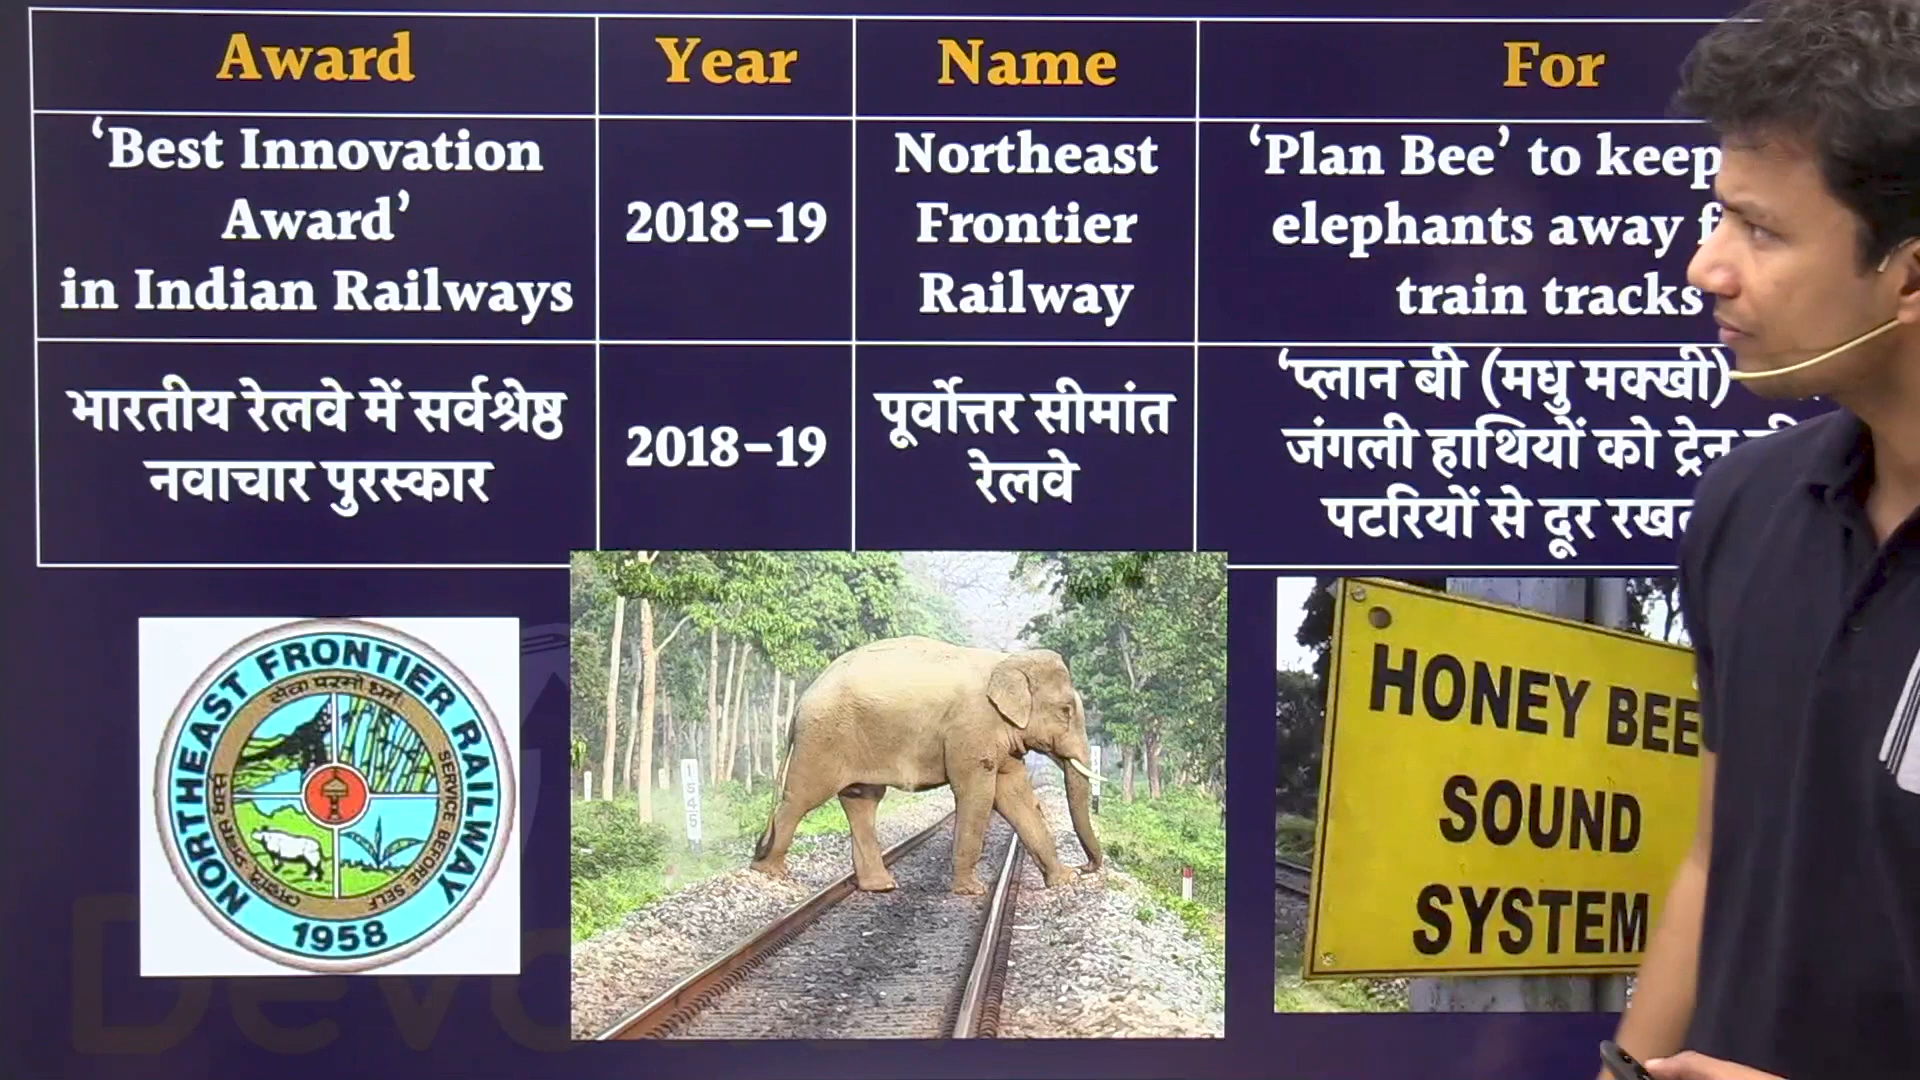 Award
Year
Name
For
‘Best Innovation
Award’
in Indian Railways
2018-19
Northeast
Frontier
Railway
‘Plan Bee’ to keep
elephants away
train tracks
भारतीय रेलवे में सर्वश्रेष्ठ
नवाचार पुरस्कार
2018-19
पूर्वोत्तर सीमांत
रेलवे
‘प्लान बी (मधु मक्खी)
जंगली हाथियों को ट्रेन
पटरियों से दूर
NORTHEAST FRONTIER RAILWAY
सेवा परमो धर्म
SERVICE BEFORE SELF
1958
1545
HONEY BEE
SOUND
SYSTEM